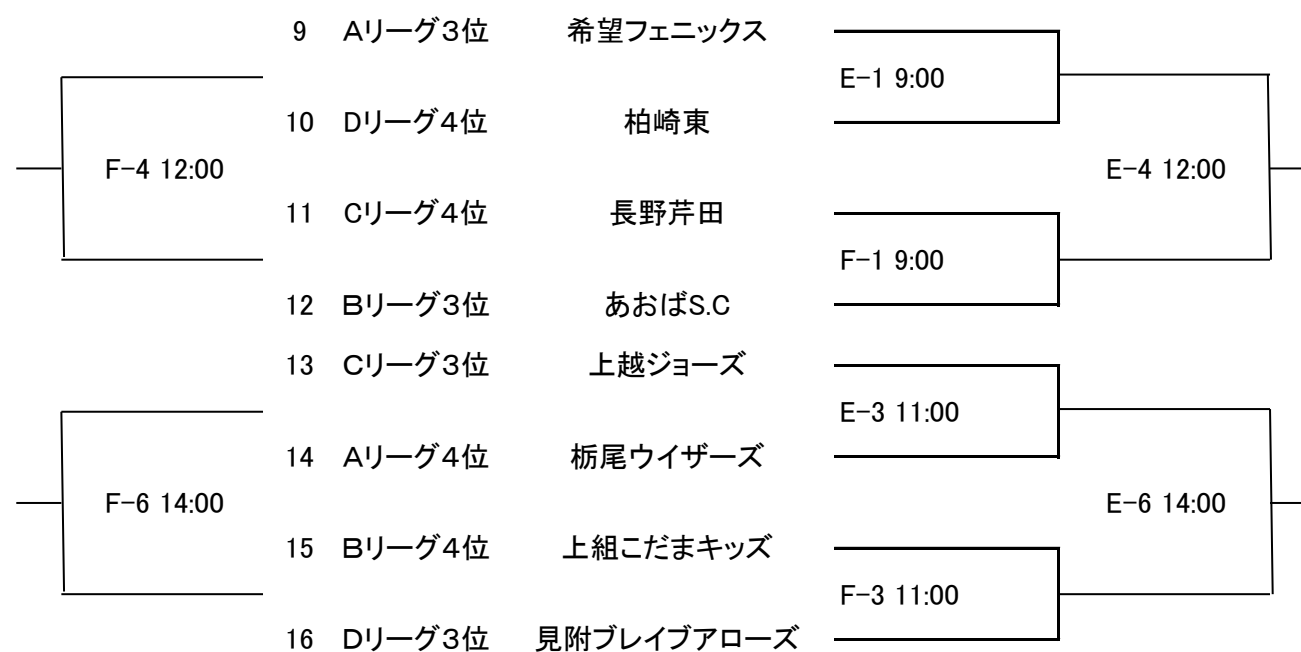 9 Aリーグ３位 希望フェニックス
E-1 9:00
10 Dリーグ４位 柏崎東
F-4 12:00
E-4 12:00
11 Cリーグ４位 長野芹田
F-1 9:00
12 Bリーグ３位 あおばS.C
13 Cリーグ３位 上越ジョーズ
E-3 11:00
14 Aリーグ４位 栃尾ウイザーズ
F-6 14:00
E-6 14:00
15 Bリーグ４位 上組こだまキッズ
F-3 11:00
16 Dリーグ３位 見附ブレイブアローズ